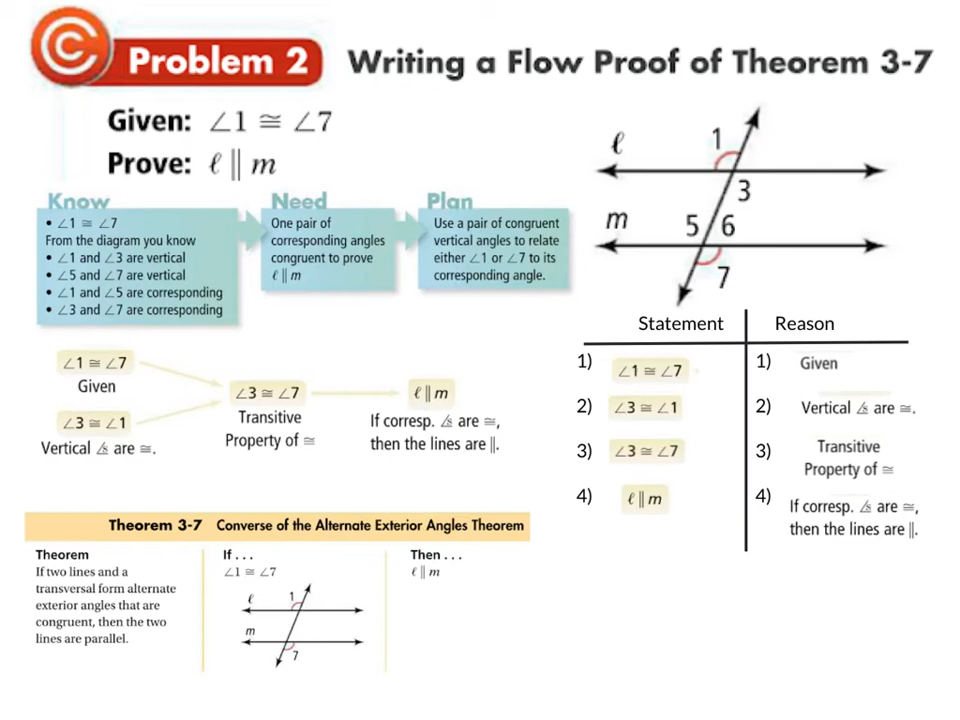 Problem 2 Writing a Flow Proof of Theorem 3-7
Given: ∠1 ≅ ∠7
Prove: ℓ || m
Know
• ∠1 ≅ ∠7
From the diagram you know
• ∠1 and ∠3 are vertical
• ∠5 and ∠7 are vertical
• ∠1 and ∠5 are corresponding
• ∠3 and ∠7 are corresponding
Need
One pair of
corresponding angles
congruent to prove
ℓ || m
Plan
Use a pair of congruent
vertical angles to relate
either ∠1 or ∠7 to its
corresponding angle.
ℓ
1
3
m
5
6
7
∠1 ≅ ∠7
Given
∠3 ≅ ∠1
Vertical ∠s are ≅.
∠3 ≅ ∠7
Transitive
Property of ≅
ℓ || m
If corresp. ∠s are ≅,
then the lines are ||.
Statement Reason
1) ∠1 ≅ ∠7 1) Given
2) ∠3 ≅ ∠1 2) Vertical ∠s are ≅.
3) ∠3 ≅ ∠7 3) Transitive
Property of ≅
4) ℓ || m 4) If corresp. ∠s are ≅,
then the lines are ||.
Theorem 3-7 Converse of the Alternate Exterior Angles Theorem
Theorem
If two lines and a
transversal form alternate
exterior angles that are
congruent, then the two
lines are parallel.
If . . .
∠1 ≅ ∠7
ℓ
1
m
7
Then . . .
ℓ || m